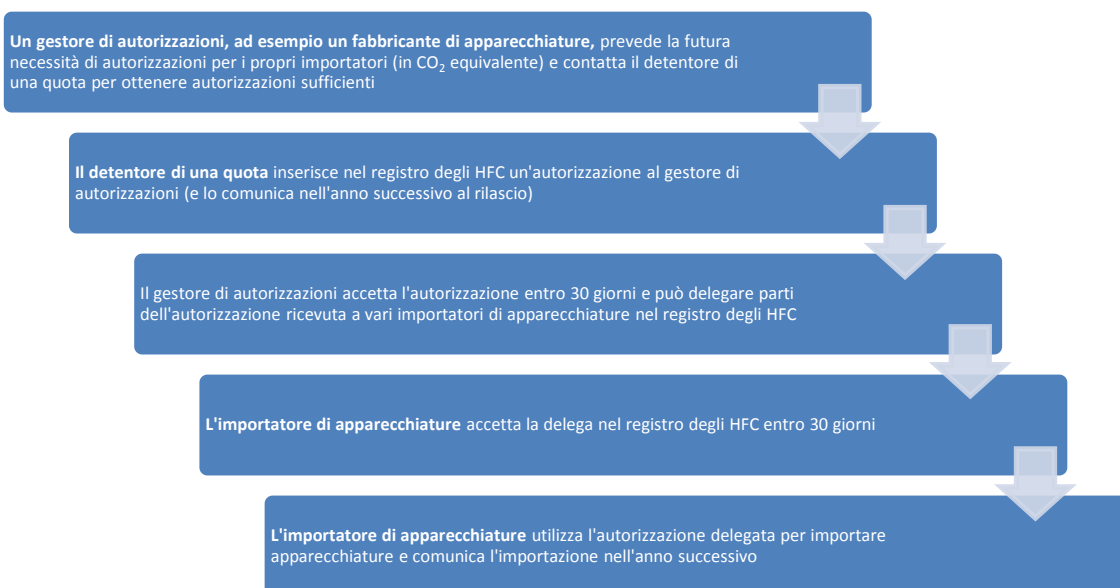 Un gestore di autorizzazioni, ad esempio un fabbricante di apparecchiature, prevede la futura
necessità di autorizzazioni per i propri importatori (in CO₂ equivalente) e contatta il detentore di
una quota per ottenere autorizzazioni sufficienti
Il detentore di una quota inserisce nel registro degli HFC un'autorizzazione al gestore di
autorizzazioni (e lo comunica nell'anno successivo al rilascio)
Il gestore di autorizzazioni accetta l'autorizzazione entro 30 giorni e può delegare parti
dell'autorizzazione ricevuta a vari importatori di apparecchiature nel registro degli HFC
L'importatore di apparecchiature accetta la delega nel registro degli HFC entro 30 giorni
L'importatore di apparecchiature utilizza l'autorizzazione delegata per importare
apparecchiature e comunica l'importazione nell'anno successivo